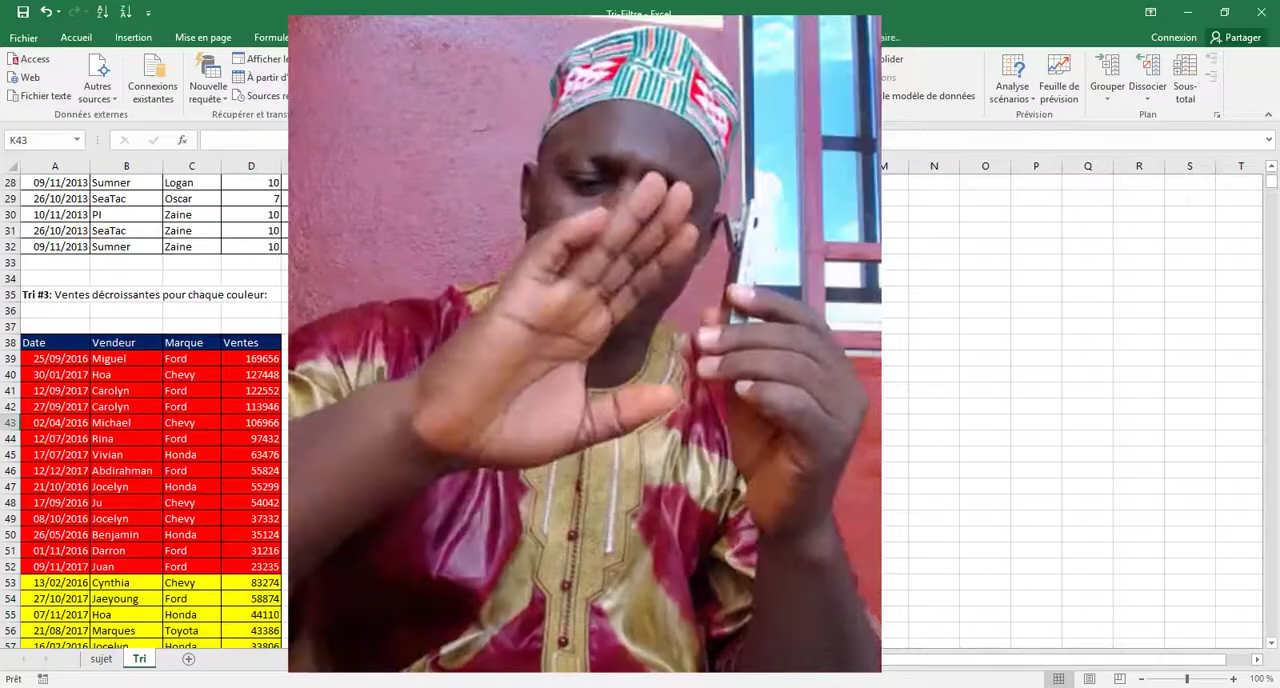 Tri-Filtre - Excel
Fichier Accueil Insertion Mise en page Formule aire.. Connexion Partager
Access
Web
Fichier texte
Autres sources
Connexions existantes
Données externes
Nouvelle requête
Afficher le
À partir d'
Sources re
Récupérer et trans
olider
ons
le modèle de données
Analyse scénarios
Feuille de prévision
Prévision
Grouper
Dissocier
Sous-total
Plan
K43 fx
A B C D M N O P Q R S T
28 09/11/2013 Sumner Logan 10
29 26/10/2013 SeaTac Oscar 7
30 10/11/2013 PI Zaine 10
31 26/10/2013 SeaTac Zaine 10
32 09/11/2013 Sumner Zaine 10
33
34
35 Tri #3: Ventes décroissantes pour chaque couleur:
36
37
38 Date Vendeur Marque Ventes
39 25/09/2016 Miguel Ford 169656
40 30/01/2017 Hoa Chevy 127448
41 12/09/2017 Carolyn Ford 122552
42 27/09/2017 Carolyn Ford 113946
43 02/04/2016 Michael Chevy 106966
44 12/07/2016 Rina Ford 97432
45 17/07/2017 Vivian Honda 63476
46 12/12/2017 Abdirahman Ford 55824
47 21/10/2016 Jocelyn Honda 55299
48 17/09/2016 Ju Chevy 54042
49 08/10/2016 Jocelyn Chevy 37332
50 26/05/2016 Benjamin Honda 35124
51 01/11/2016 Darron Ford 31216
52 09/11/2017 Juan Ford 23235
53 13/02/2016 Cynthia Chevy 83274
54 27/10/2017 Jaeyoung Ford 58874
55 07/11/2017 Hoa Honda 44110
56 21/08/2017 Marques Toyota 43386
57 16/02/2016 Jocelyn Honda 33806
sujet Tri
Prêt 100 %